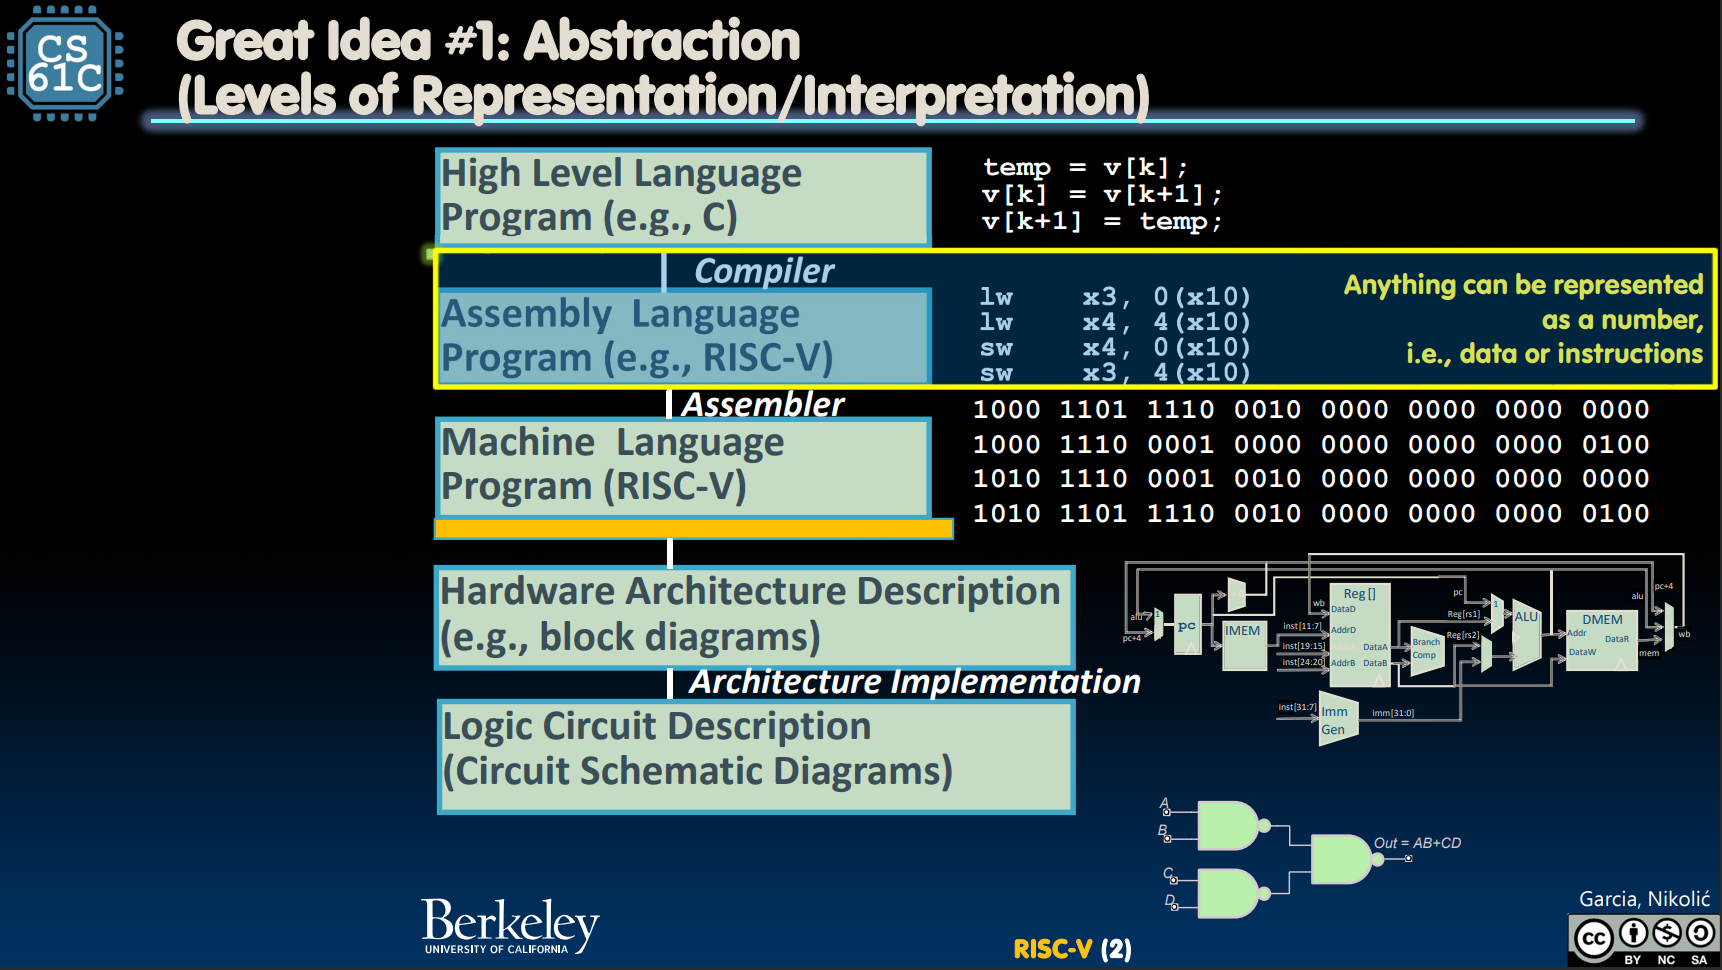 CS
61C
Great Idea #1: Abstraction
(Levels of Representation/Interpretation)
High Level Language
Program (e.g., C)
temp = v[k];
v[k] = v[k+1];
v[k+1] = temp;
Compiler
Assembly Language
Program (e.g., RISC-V)
lw x3, 0(x10)
lw x4, 4(x10)
sw x4, 0(x10)
sw x3, 4(x10)
Anything can be represented
as a number,
i.e., data or instructions
Assembler
Machine Language
Program (RISC-V)
1000 1101 1110 0010 0000 0000 0000 0000
1000 1110 0001 0000 0000 0000 0000 0100
1010 1110 0001 0010 0000 0000 0000 0000
1010 1101 1110 0010 0000 0000 0000 0100
Hardware Architecture Description
(e.g., block diagrams)
alu
pc+4
1
pc
IMEM
inst[11:7]
inst[19:15]
inst[24:20]
wb
Reg[]
DataD
AddrD
DataA
AddrB DataB
Branch
Comp
pc
Reg[rs1]
Reg[rs2]
1
ALU
DMEM
Addr
DataR
DataW
alu
pc+4
wb
mem
inst[31:7]
Imm
Gen
imm[31:0]
Architecture Implementation
Logic Circuit Description
(Circuit Schematic Diagrams)
A
B
C
D
Out = AB+CD
Berkeley
UNIVERSITY OF CALIFORNIA
RISC-V (2)
Garcia, Nikolić
cc
BY NC SA